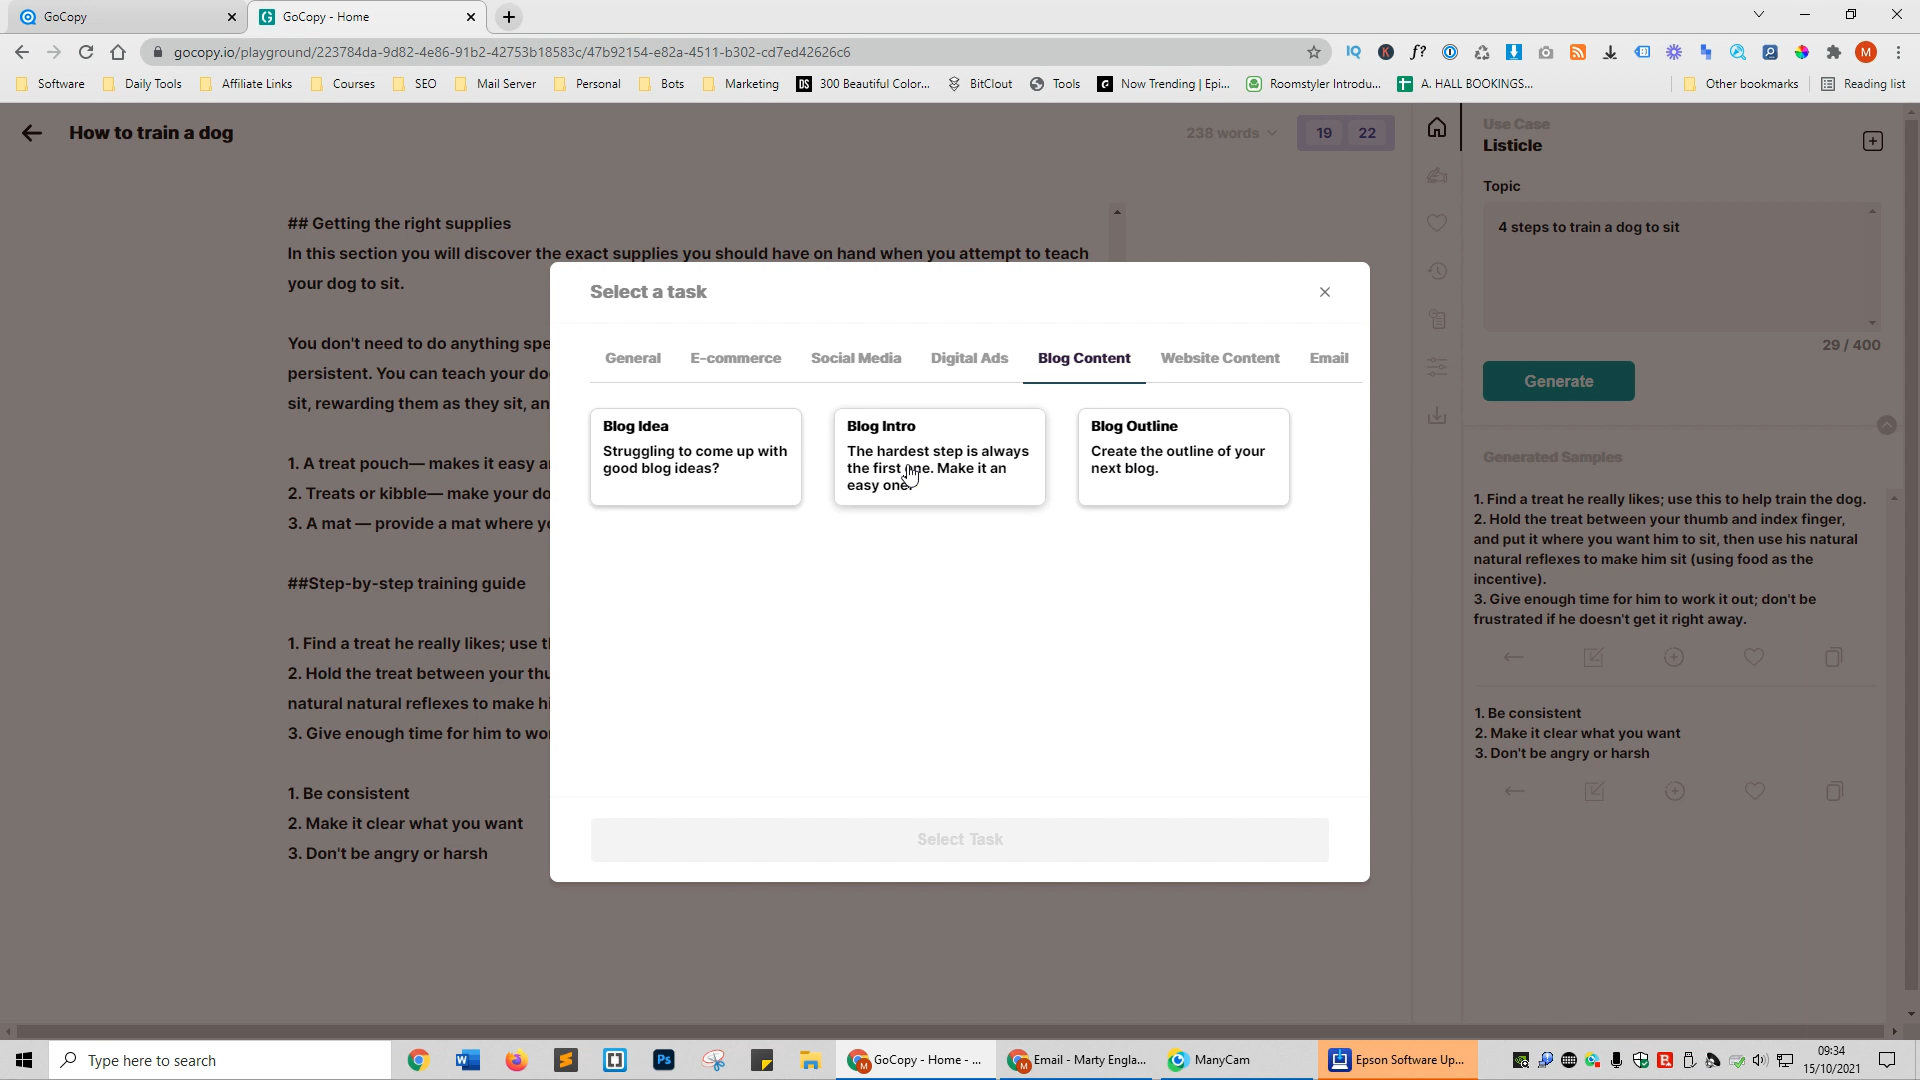 GoCopy
GoCopy - Home
gocopy.io/playground/223784da-9d82-4e86-91b2-42753b18583c/47b92154-e82a-4511-b302-cd7ed42626c6
Software
Daily Tools
Affiliate Links
Courses
SEO
Mail Server
Personal
Bots
Marketing
300 Beautiful Color...
BitClout
Tools
Now Trending | Epi...
Roomstyler Introdu...
A. HALL BOOKINGS...
Other bookmarks
Reading list
How to train a dog
238 words
19 22
## Getting the right supplies
In this section you will discover the exact supplies you should have on hand when you attempt to teach
your dog to sit.
You don't need to do anything spe
persistent. You can teach your do
sit, rewarding them as they sit, an
1. A treat pouch— makes it easy a
2. Treats or kibble— make your do
3. A mat — provide a mat where yo
##Step-by-step training guide
1. Find a treat he really likes; use t
2. Hold the treat between your thu
natural natural reflexes to make hi
3. Give enough time for him to wo
1. Be consistent
2. Make it clear what you want
3. Don't be angry or harsh
Select a task
General
E-commerce
Social Media
Digital Ads
Blog Content
Website Content
Email
Blog Idea
Struggling to come up with
good blog ideas?
Blog Intro
The hardest step is always
the first one. Make it an
easy one.
Blog Outline
Create the outline of your
next blog.
Select Task
Use Case
Listicle
Topic
4 steps to train a dog to sit
29 / 400
Generate
Generated Samples
1. Find a treat he really likes; use this to help train the dog.
2. Hold the treat between your thumb and index finger,
and put it where you want him to sit, then use his natural
natural reflexes to make him sit (using food as the
incentive).
3. Give enough time for him to work it out; don't be
frustrated if he doesn't get it right away.
1. Be consistent
2. Make it clear what you want
3. Don't be angry or harsh
Type here to search
GoCopy - Home - ...
Email - Marty Engla...
ManyCam
Epson Software Up...
09:34
15/10/2021